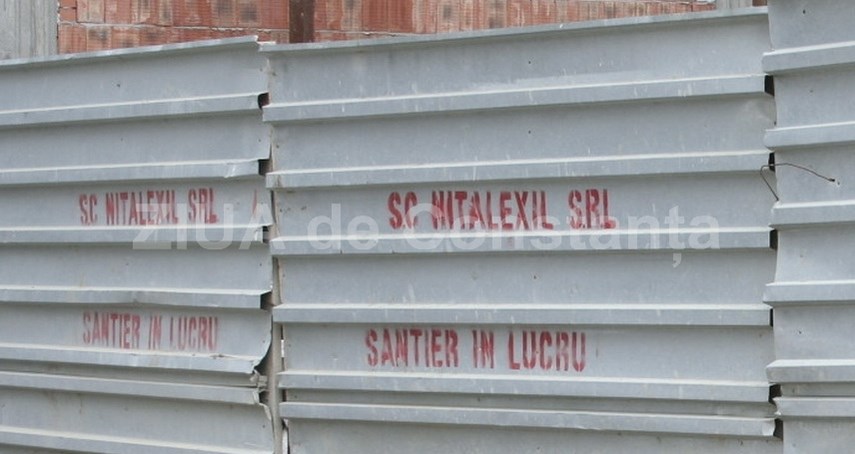 SC NITALEXIL SRL
SC NITALEXIL SRL
ZIUA de Constanța
SANTIER IN LUCRU
SANTIER IN LUCRU